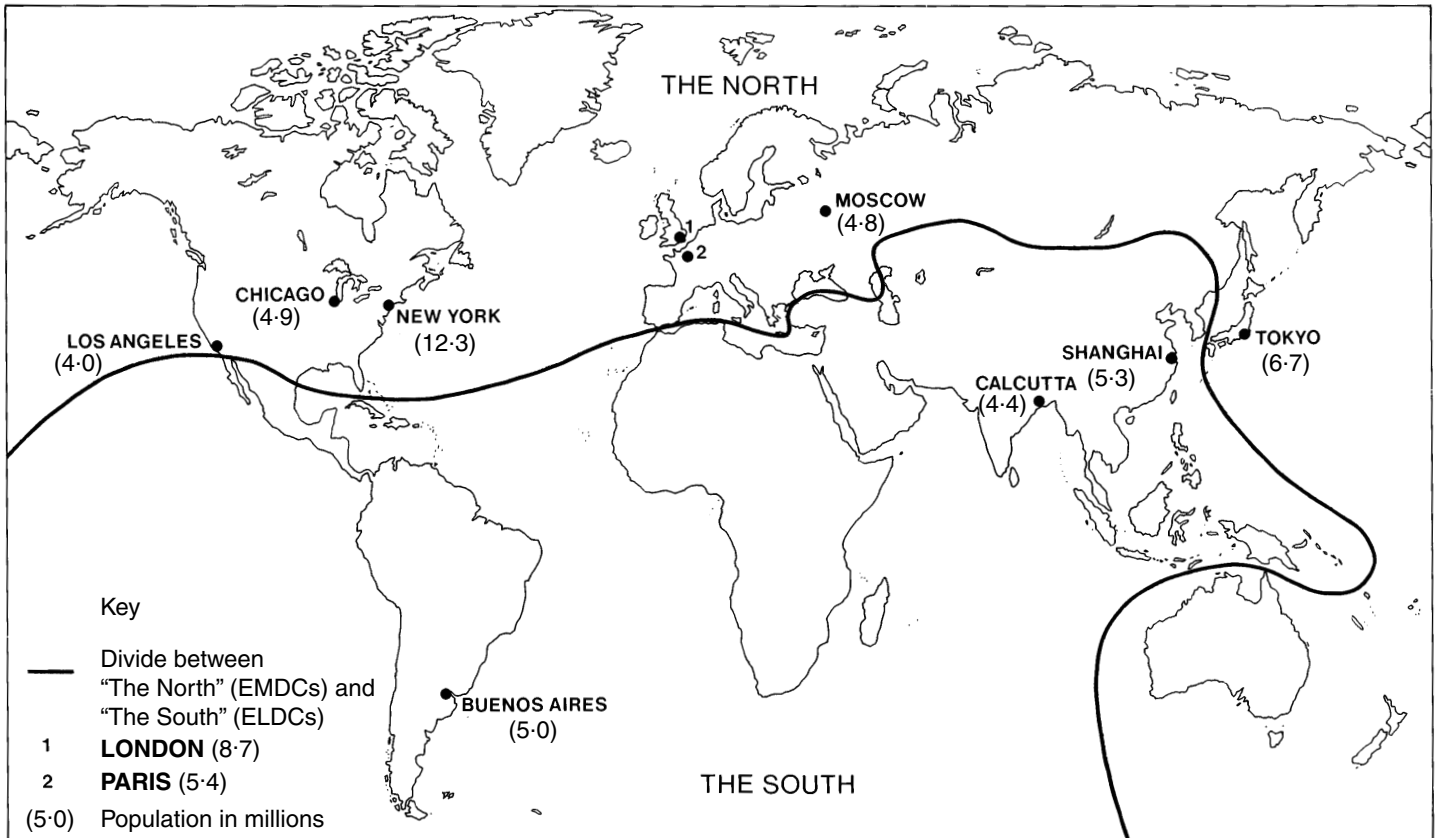 THE NORTH
MOSCOW
(4·8)
1
2
CHICAGO
(4·9)
NEW YORK
(12·3)
LOS ANGELES
(4·0)
TOKYO
(6·7)
SHANGHAI
(5·3)
CALCUTTA
(4·4)
BUENOS AIRES
(5·0)
THE SOUTH
Key
Divide between
“The North” (EMDCs) and
“The South” (ELDCs)
1 LONDON (8·7)
2 PARIS (5·4)
(5·0) Population in millions